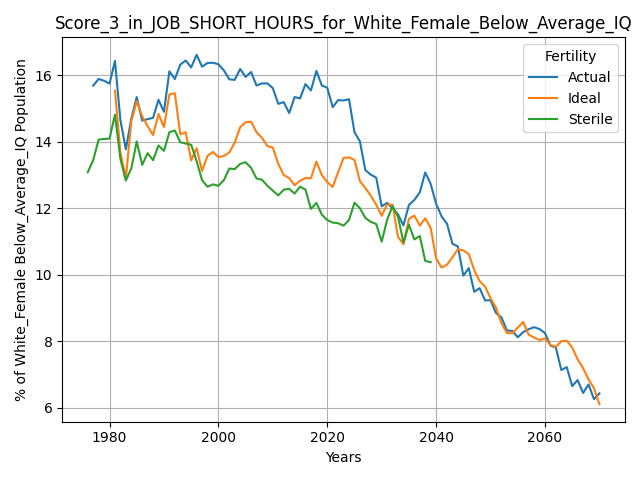 Score_3_in_JOB_SHORT_HOURS_for_White_Female_Below_Average_IQ
% of White_Female Below_Average_IQ Population
16
14
12
10
8
6
Fertility
Actual
Ideal
Sterile
1980 2000 2020 2040 2060
Years